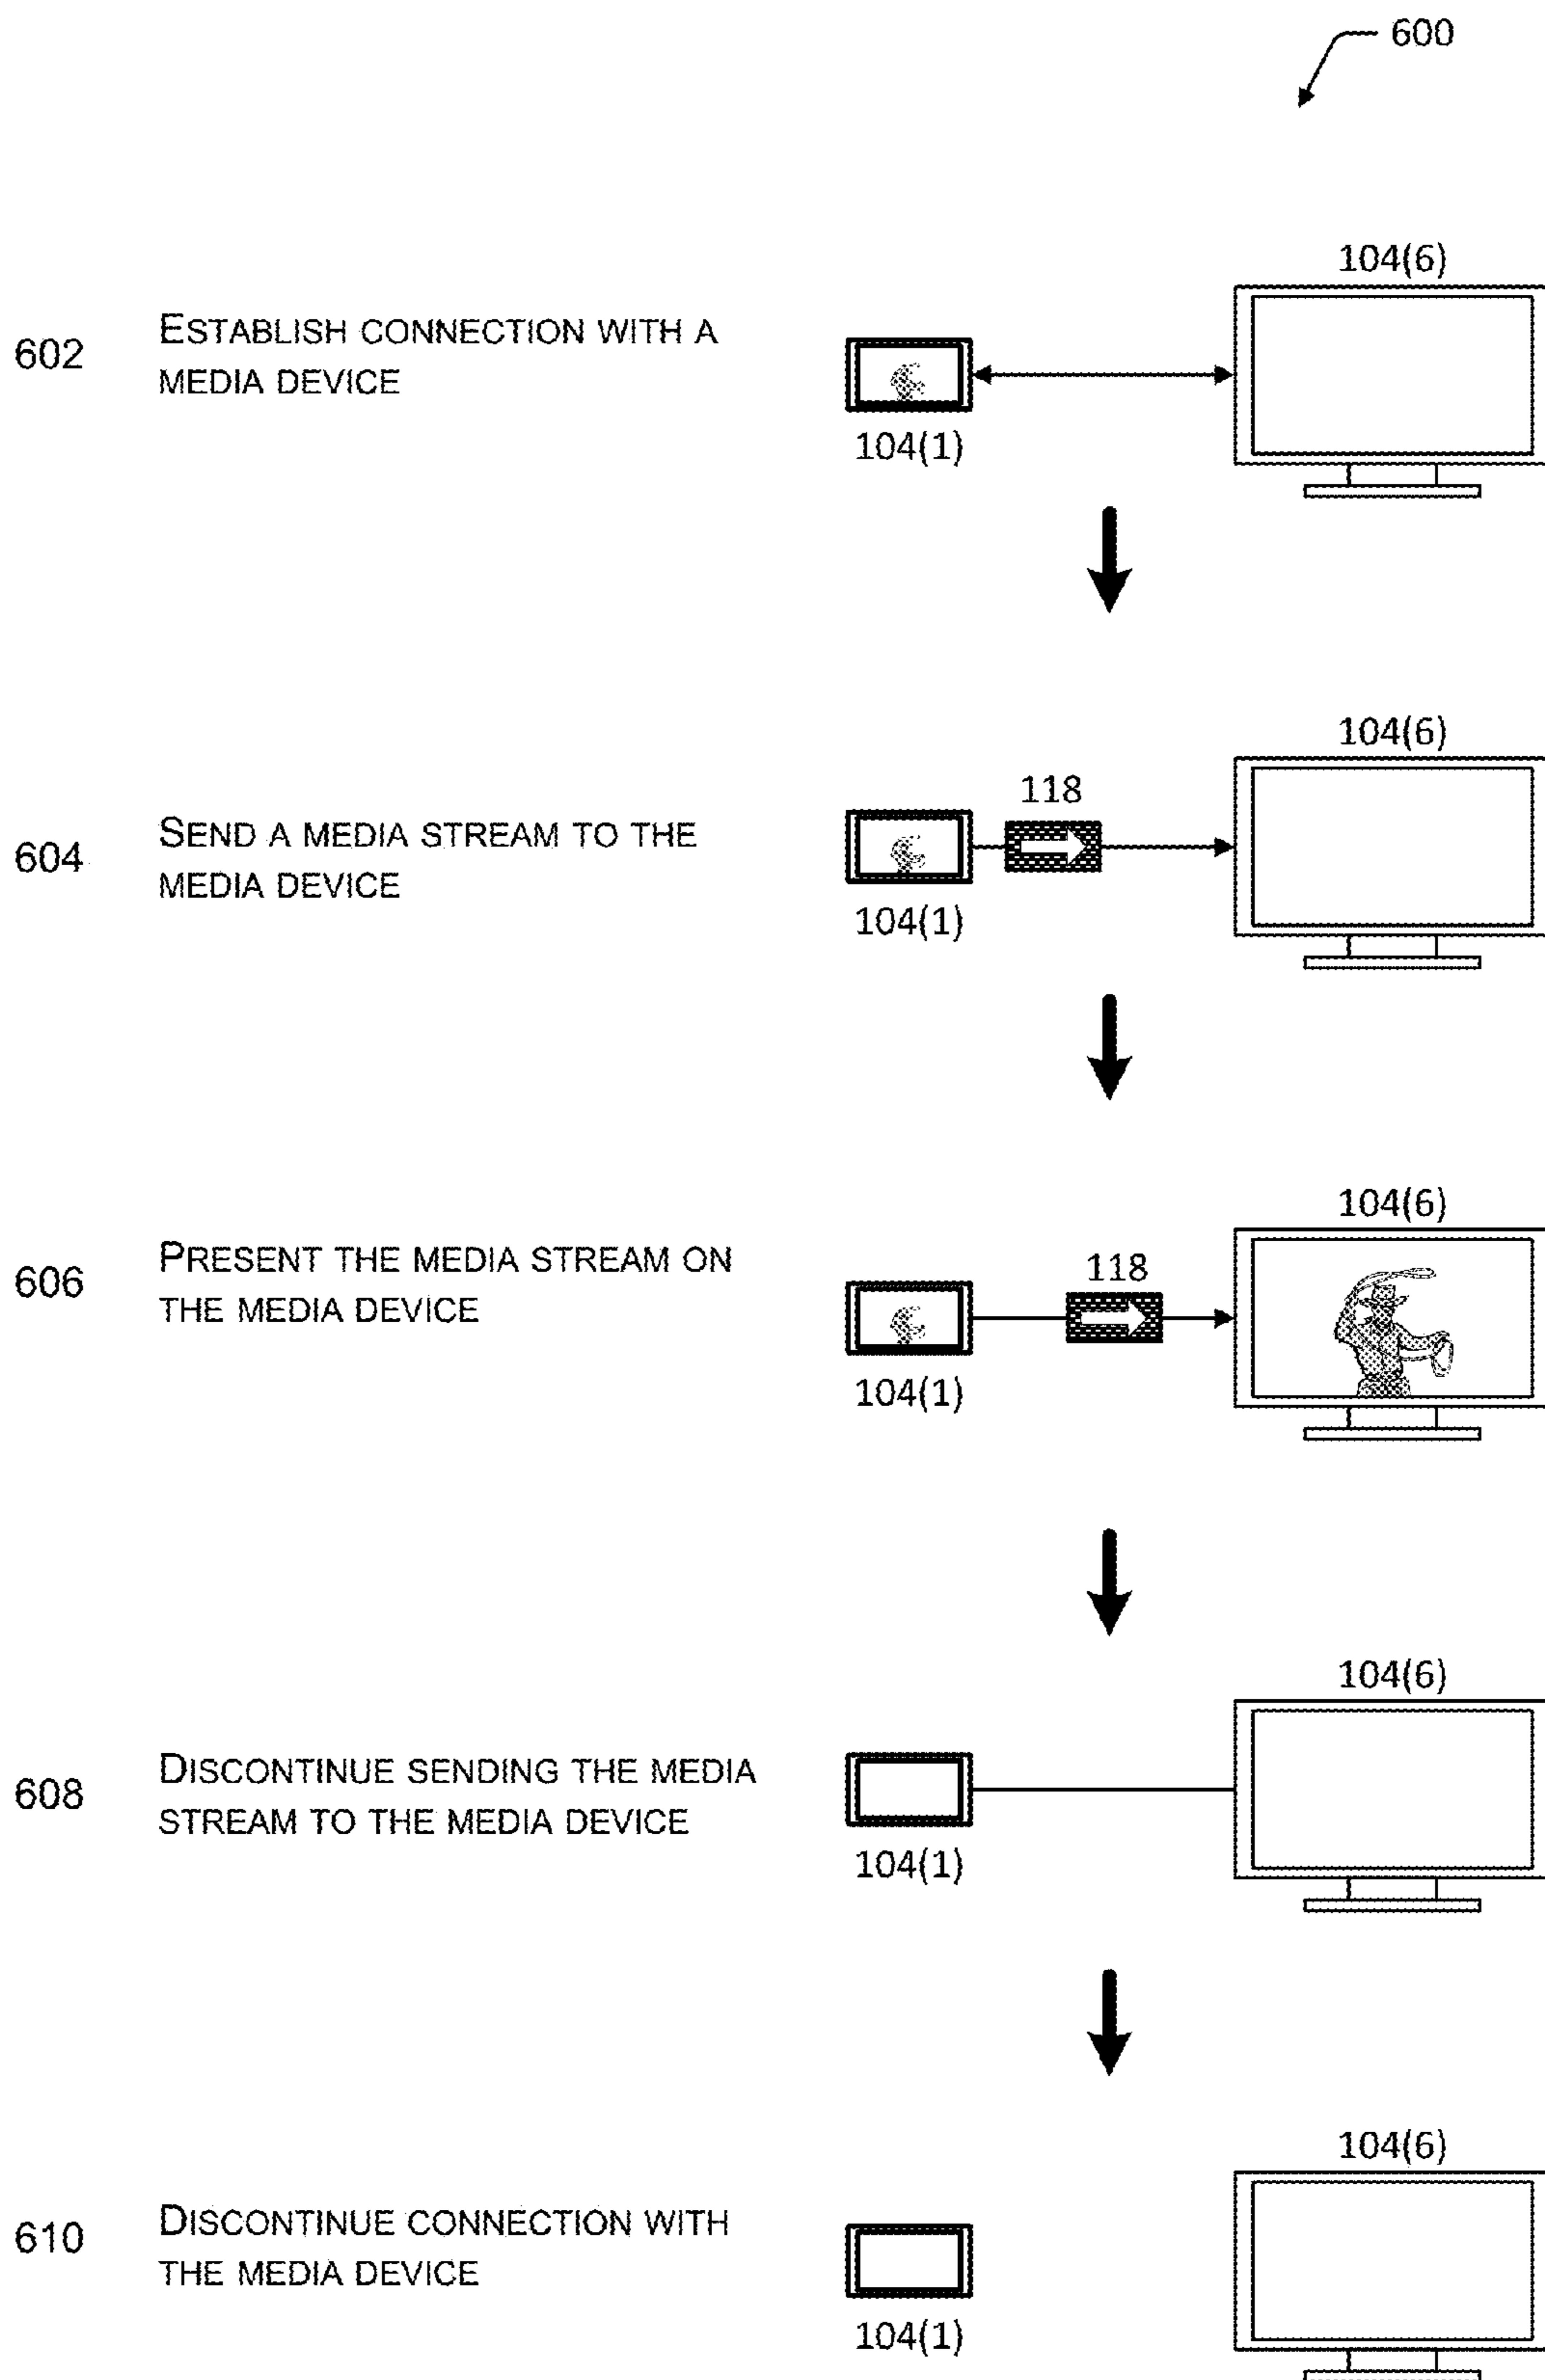 600
104(6)
602
ESTABLISH CONNECTION WITH A
MEDIA DEVICE
104(1)
104(6)
118
604
SEND A MEDIA STREAM TO THE
MEDIA DEVICE
104(1)
104(6)
118
606
PRESENT THE MEDIA STREAM ON
THE MEDIA DEVICE
104(1)
104(6)
608
DISCONTINUE SENDING THE MEDIA
STREAM TO THE MEDIA DEVICE
104(1)
104(6)
610
DISCONTINUE CONNECTION WITH
THE MEDIA DEVICE
104(1)